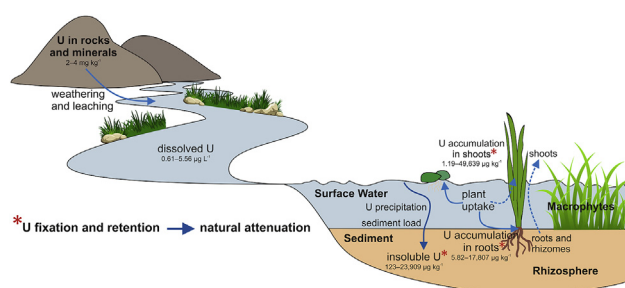 U in rocks
and minerals
2–4 mg kg⁻¹
weathering
and leaching
dissolved U
0.61–5.56 µg L⁻¹
*U fixation and retention → natural attenuation
U accumulation
in shoots*
1.19–49,639 µg kg⁻¹
shoots
Surface Water
U precipitation
sediment load
plant
uptake
Macrophytes
Sediment
insoluble U*
123–23,909 µg kg⁻¹
U accumulation
in roots*
5.82–17,807 µg kg⁻¹
roots and
rhizomes
Rhizosphere